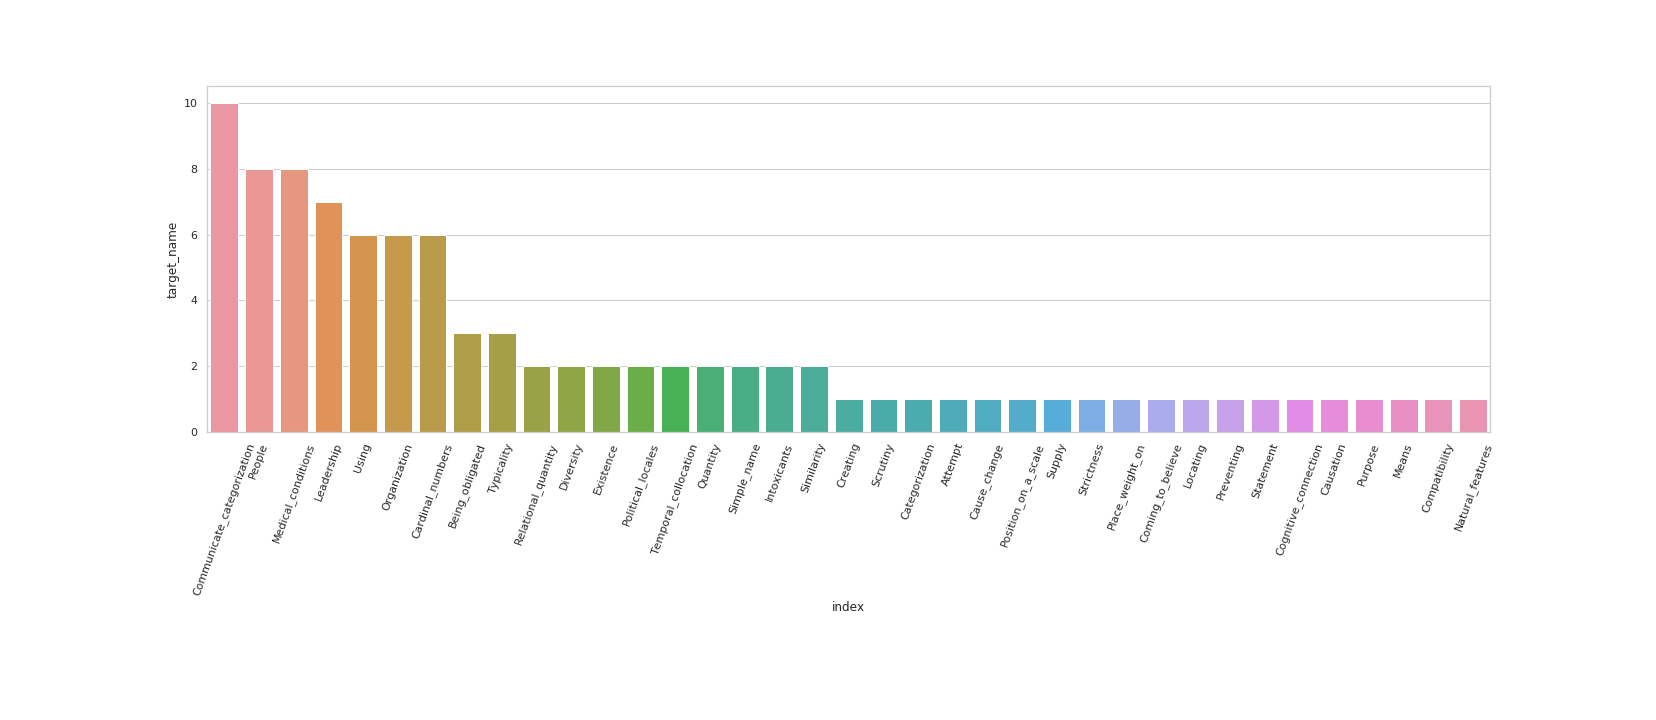 10
8
6
4
2
0
target_name
Communicate_categorization
People
Medical_conditions
Leadership
Using
Organization
Cardinal_numbers
Being_obligated
Typicality
Relational_quantity
Diversity
Existence
Political_locales
Temporal_collocation
Quantity
Simple_name
Intoxicants
Similarity
Creating
Scrutiny
Categorization
Attempt
Cause_change
Position_on_a_scale
Supply
Strictness
Place_weight_on
Coming_to_believe
Locating
Preventing
Statement
Cognitive_connection
Causation
Purpose
Means
Compatibility
Natural_features
index